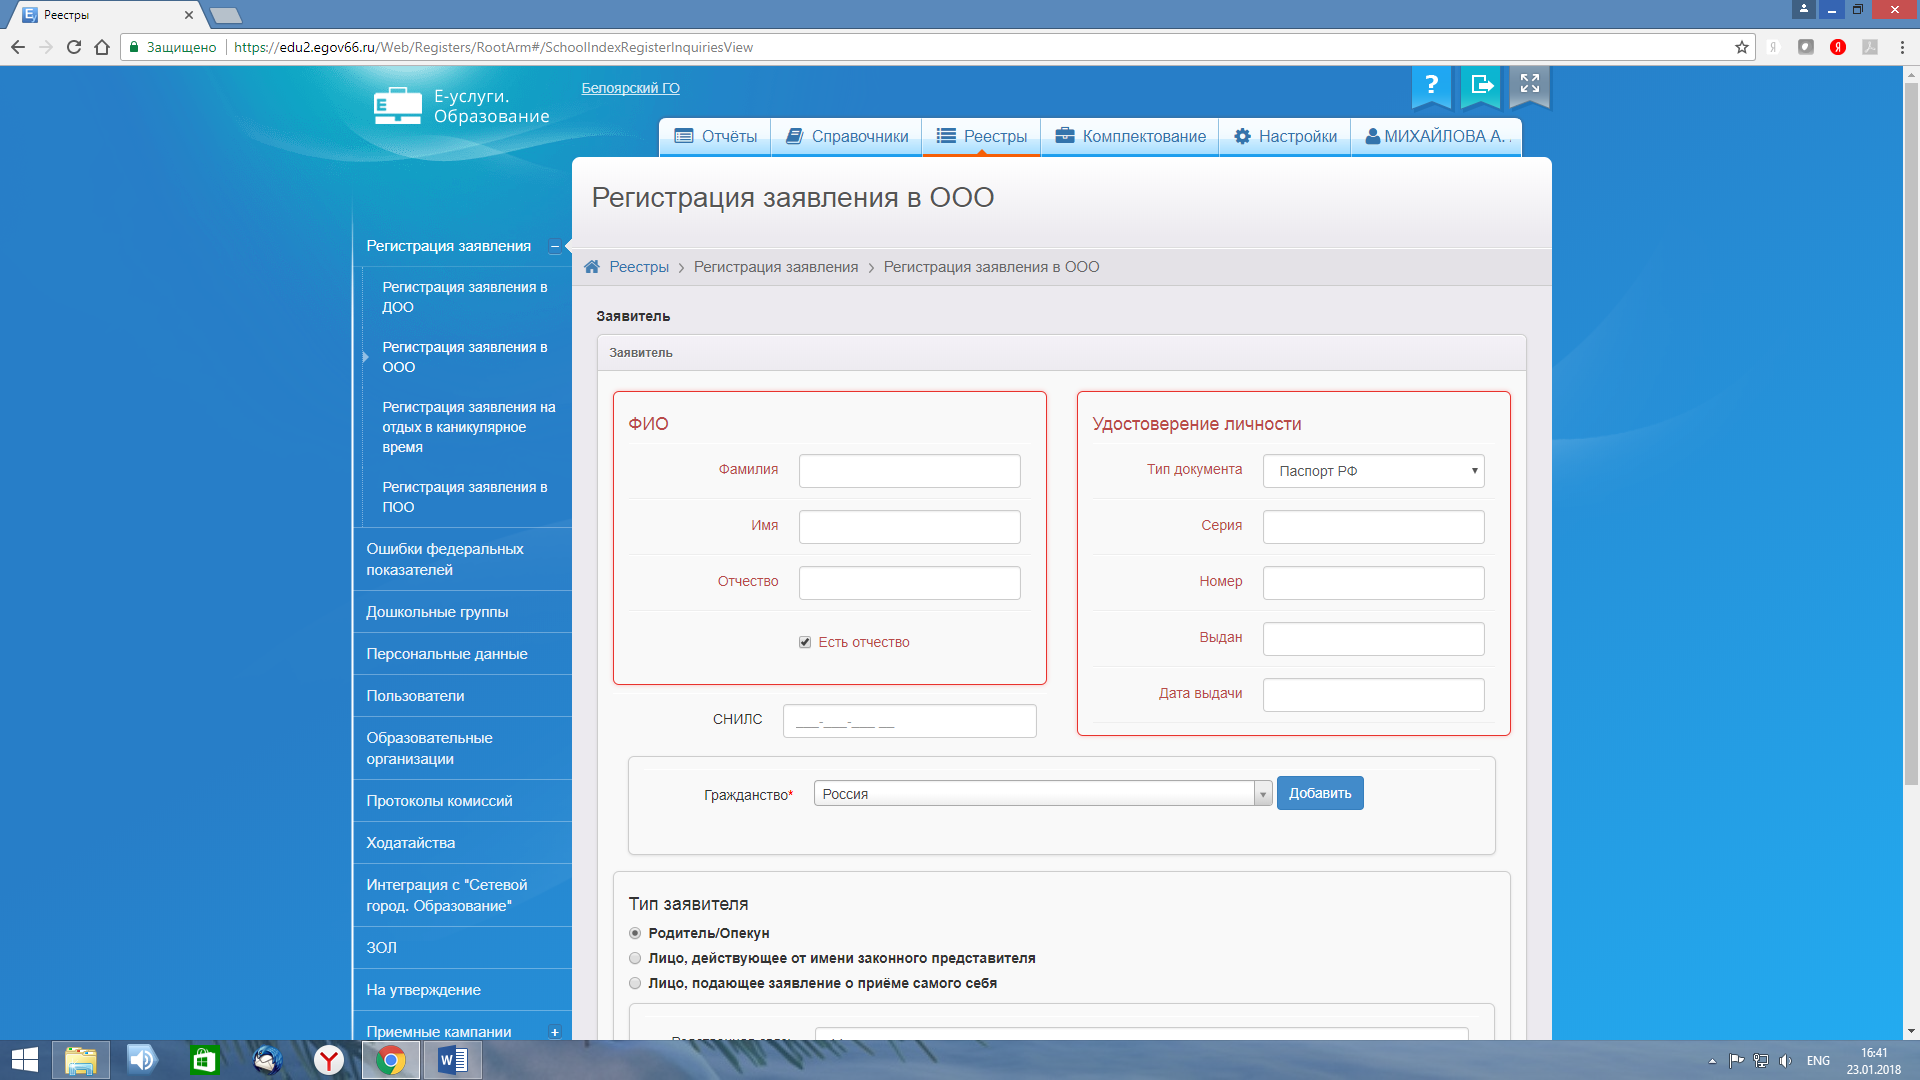 Реестры
Защищено
https://edu2.egov66.ru/Web/Registers/RootArm#/SchoolIndexRegisterInquiriesView
Е-услуги.
Образование
Белоярский ГО
Отчёты
Справочники
Реестры
Комплектование
Настройки
МИХАЙЛОВА А. .
Регистрация заявления в ООО
Реестры > Регистрация заявления > Регистрация заявления в ООО
Регистрация заявления
Регистрация заявления в
ДОО
Регистрация заявления в
ООО
Регистрация заявления на
отдых в каникулярное
время
Регистрация заявления в
ПОО
Ошибки федеральных
показателей
Дошкольные группы
Персональные данные
Пользователи
Образовательные
организации
Протоколы комиссий
Ходатайства
Интеграция с "Сетевой
город. Образование"
ЗОЛ
На утверждение
Приемные кампании
Заявитель
Заявитель
ФИО
Фамилия
Имя
Отчество
Есть отчество
СНИЛС
___-___-___ __
Удостоверение личности
Тип документа
Паспорт РФ
Серия
Номер
Выдан
Дата выдачи
Гражданство*
Россия
Добавить
Тип заявителя
Родитель/Опекун
Лицо, действующее от имени законного представителя
Лицо, подающее заявление о приёме самого себя
ENG
16:41
23.01.2018